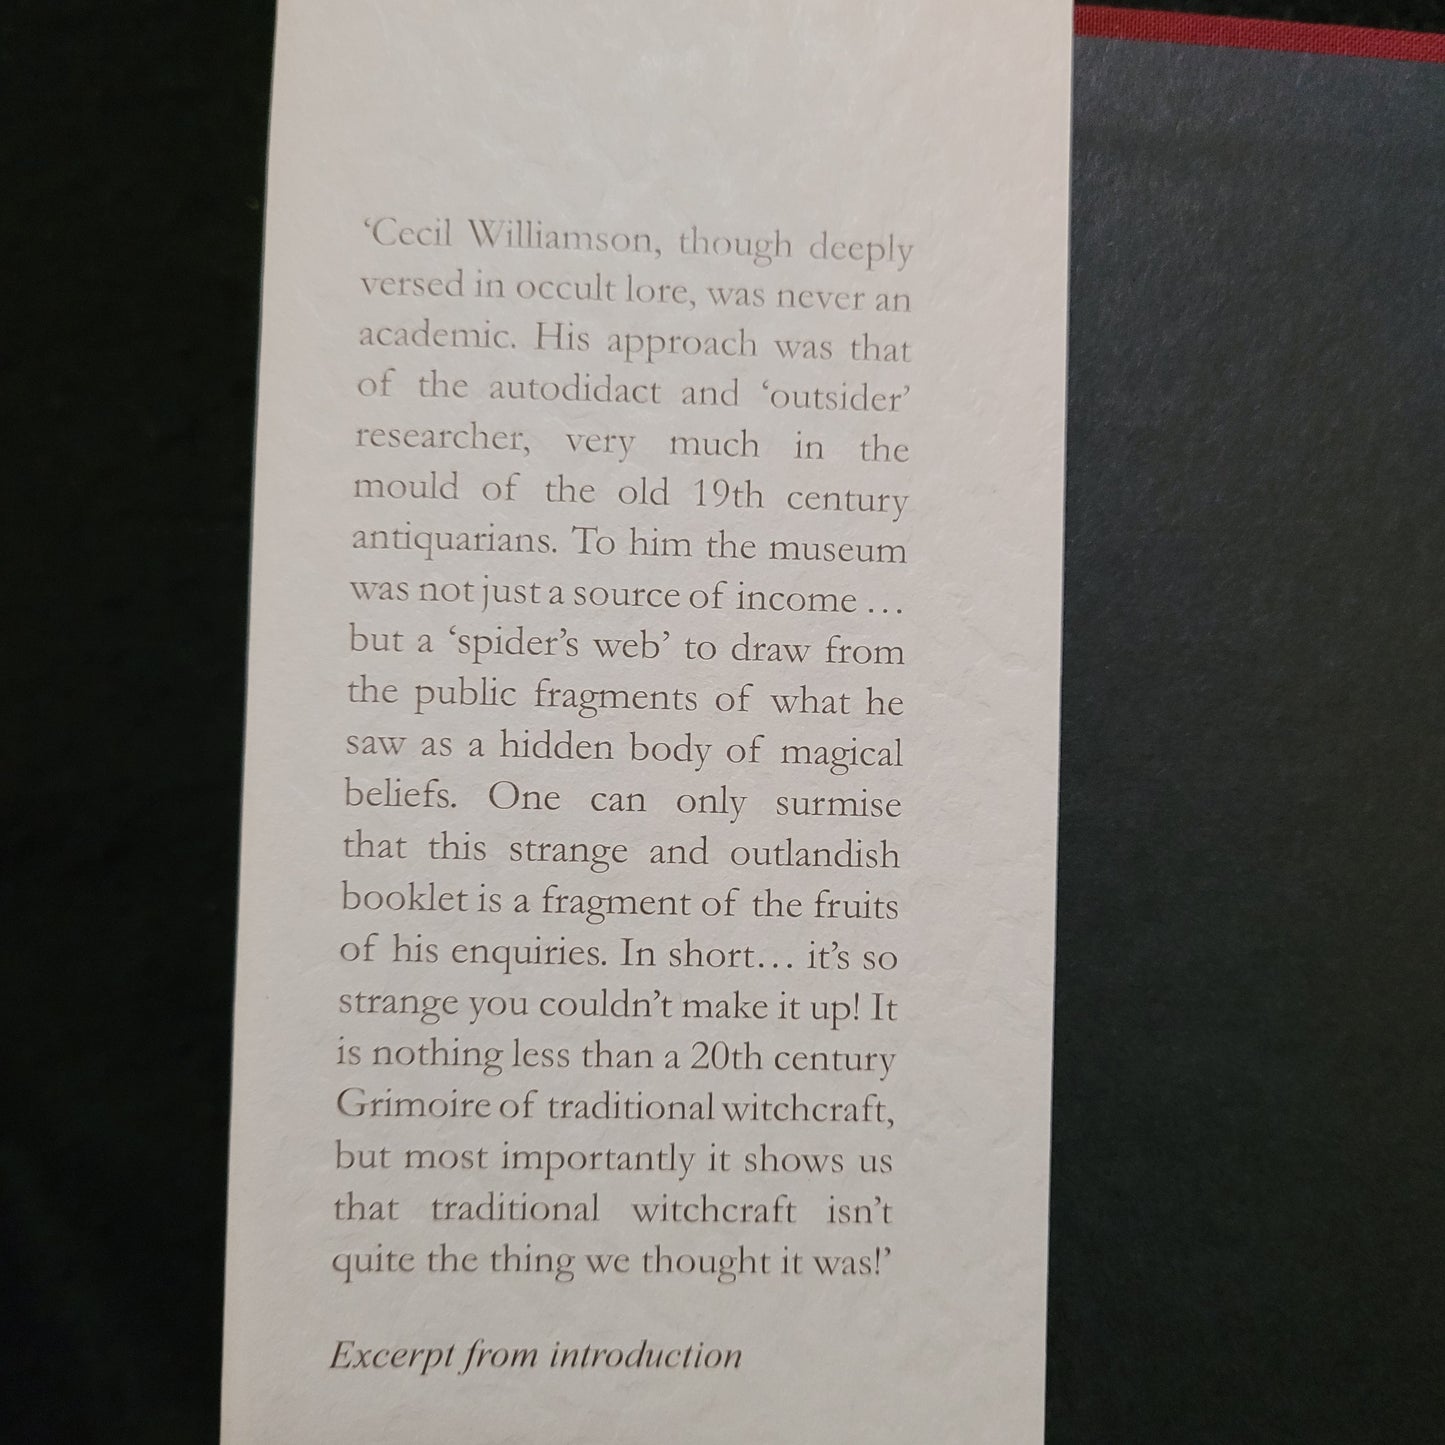 ‘Cecil Williamson, though deeply
versed in occult lore, was never an
academic. His approach was that
of the autodidact and ‘outsider’
researcher, very much in the
mould of the old 19th century
antiquarians. To him the museum
was not just a source of income …
but a ‘spider’s web’ to draw from
the public fragments of what he
saw as a hidden body of magical
beliefs. One can only surmise
that this strange and outlandish
booklet is a fragment of the fruits
of his enquiries. In short… it’s so
strange you couldn’t make it up! It
is nothing less than a 20th century
Grimoire of traditional witchcraft,
but most importantly it shows us
that traditional witchcraft isn’t
quite the thing we thought it was!’
Excerpt from introduction